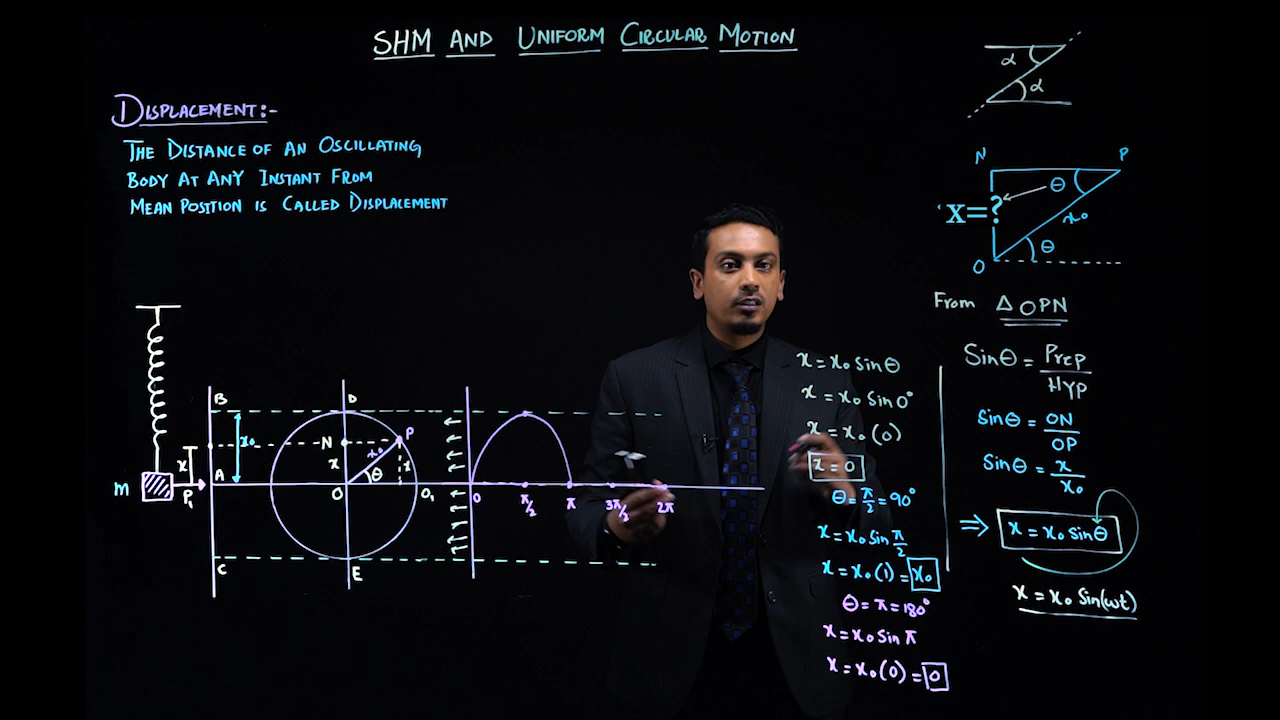 SHM AND UNIFORM CIRCULAR MOTION
DISPLACEMENT:-
THE DISTANCE OF AN OSCILLATING
BODY AT ANY INSTANT FROM
MEAN POSITION IS CALLED DISPLACEMENT
α
α
N P
θ
x=?
x₀
θ
O
From Δ OPN
Sinθ = Prep/Hyp
Sinθ = ON/OP
Sinθ = x/x₀
⇒ x = x₀ sinθ
x = x₀ Sin(ωt)
x = x₀ sinθ
x = x₀ sin0°
x = x₀ (0)
x = 0
θ = π/2 = 90°
x = x₀ sin π/2
x = x₀ (1) = x₀
θ = π = 180°
x = x₀ sin π
x = x₀ (0) = 0
B D
x₀ N P
x₀
x x θ x
m P₁ A O O₁ 0 π/2 π 3π/2 2π
C E